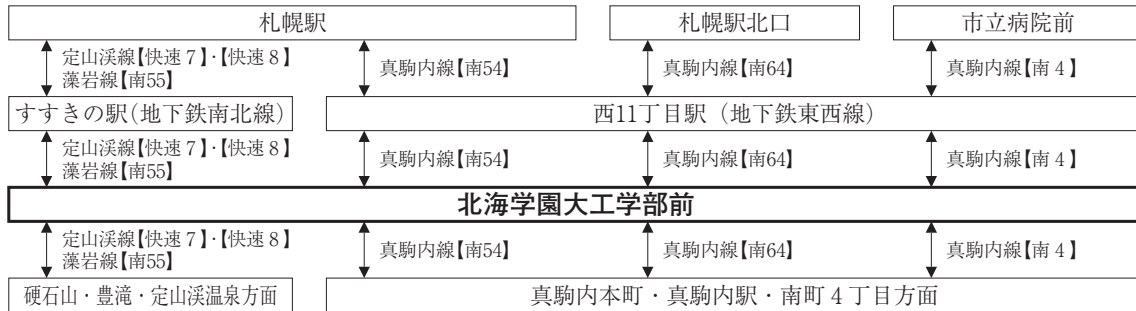 札幌駅
札幌駅北口
市立病院前
定山渓線【快速7】・【快速8】
藻岩線【南55】
真駒内線【南54】
真駒内線【南64】
真駒内線【南4】
すすきの駅(地下鉄南北線)
西11丁目駅(地下鉄東西線)
定山渓線【快速7】・【快速8】
藻岩線【南55】
真駒内線【南54】
真駒内線【南64】
真駒内線【南4】
北海学園大工学部前
定山渓線【快速7】・【快速8】
藻岩線【南55】
真駒内線【南54】
真駒内線【南64】
真駒内線【南4】
硬石山・豊滝・定山渓温泉方面
真駒内本町・真駒内駅・南町4丁目方面